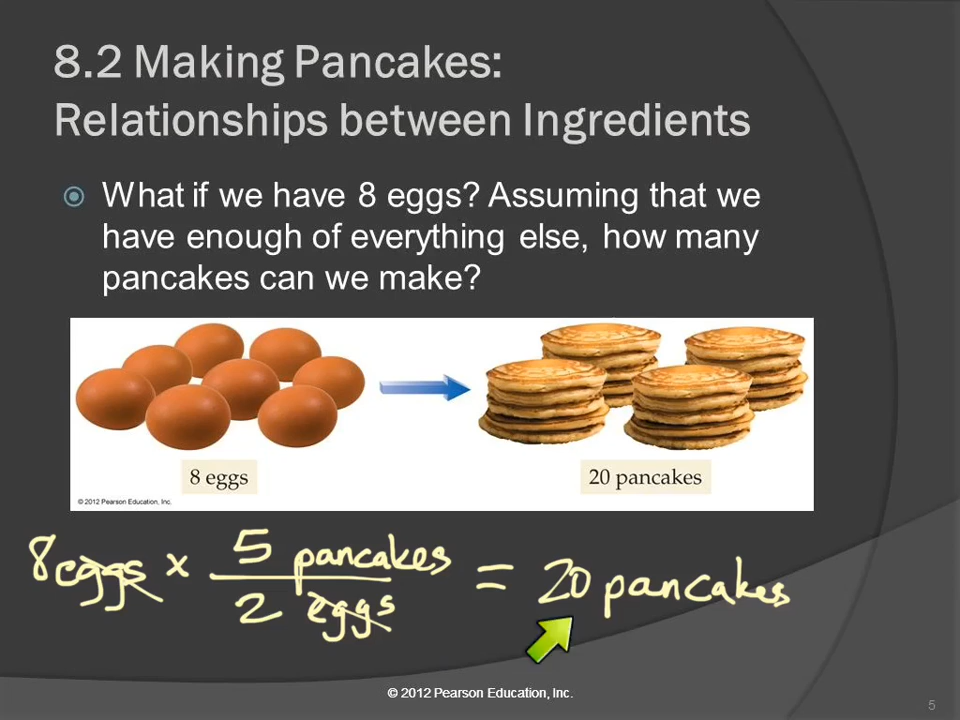 8.2 Making Pancakes:
Relationships between Ingredients
What if we have 8 eggs? Assuming that we
have enough of everything else, how many
pancakes can we make?
8 eggs
20 pancakes
© 2012 Pearson Education, Inc.
8 eggs × 5 pancakes = 20 pancakes
2 eggs
© 2012 Pearson Education, Inc.
5